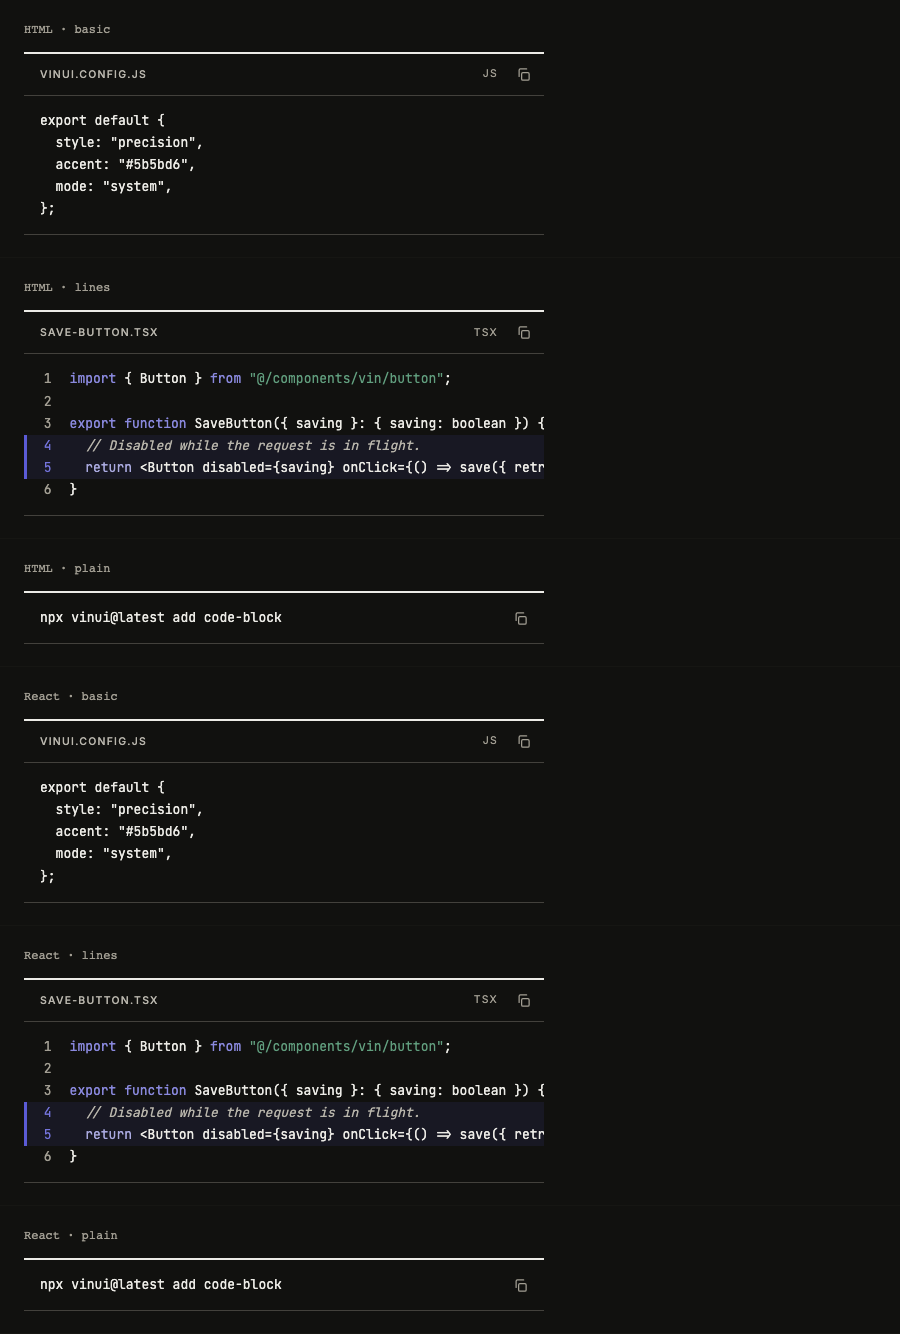 HTML · basic
VINUI.CONFIG.JS JS
export default {
  style: "precision",
  accent: "#5b5bd6",
  mode: "system",
};
HTML · lines
SAVE-BUTTON.TSX TSX
1 import { Button } from "@/components/vin/button";
2
3 export function SaveButton({ saving }: { saving: boolean }) {
4   // Disabled while the request is in flight.
5   return <Button disabled={saving} onClick={() => save({ retr
6 }
HTML · plain
npx vinui@latest add code-block
React · basic
VINUI.CONFIG.JS JS
export default {
  style: "precision",
  accent: "#5b5bd6",
  mode: "system",
};
React · lines
SAVE-BUTTON.TSX TSX
1 import { Button } from "@/components/vin/button";
2
3 export function SaveButton({ saving }: { saving: boolean }) {
4   // Disabled while the request is in flight.
5   return <Button disabled={saving} onClick={() => save({ retr
6 }
React · plain
npx vinui@latest add code-block